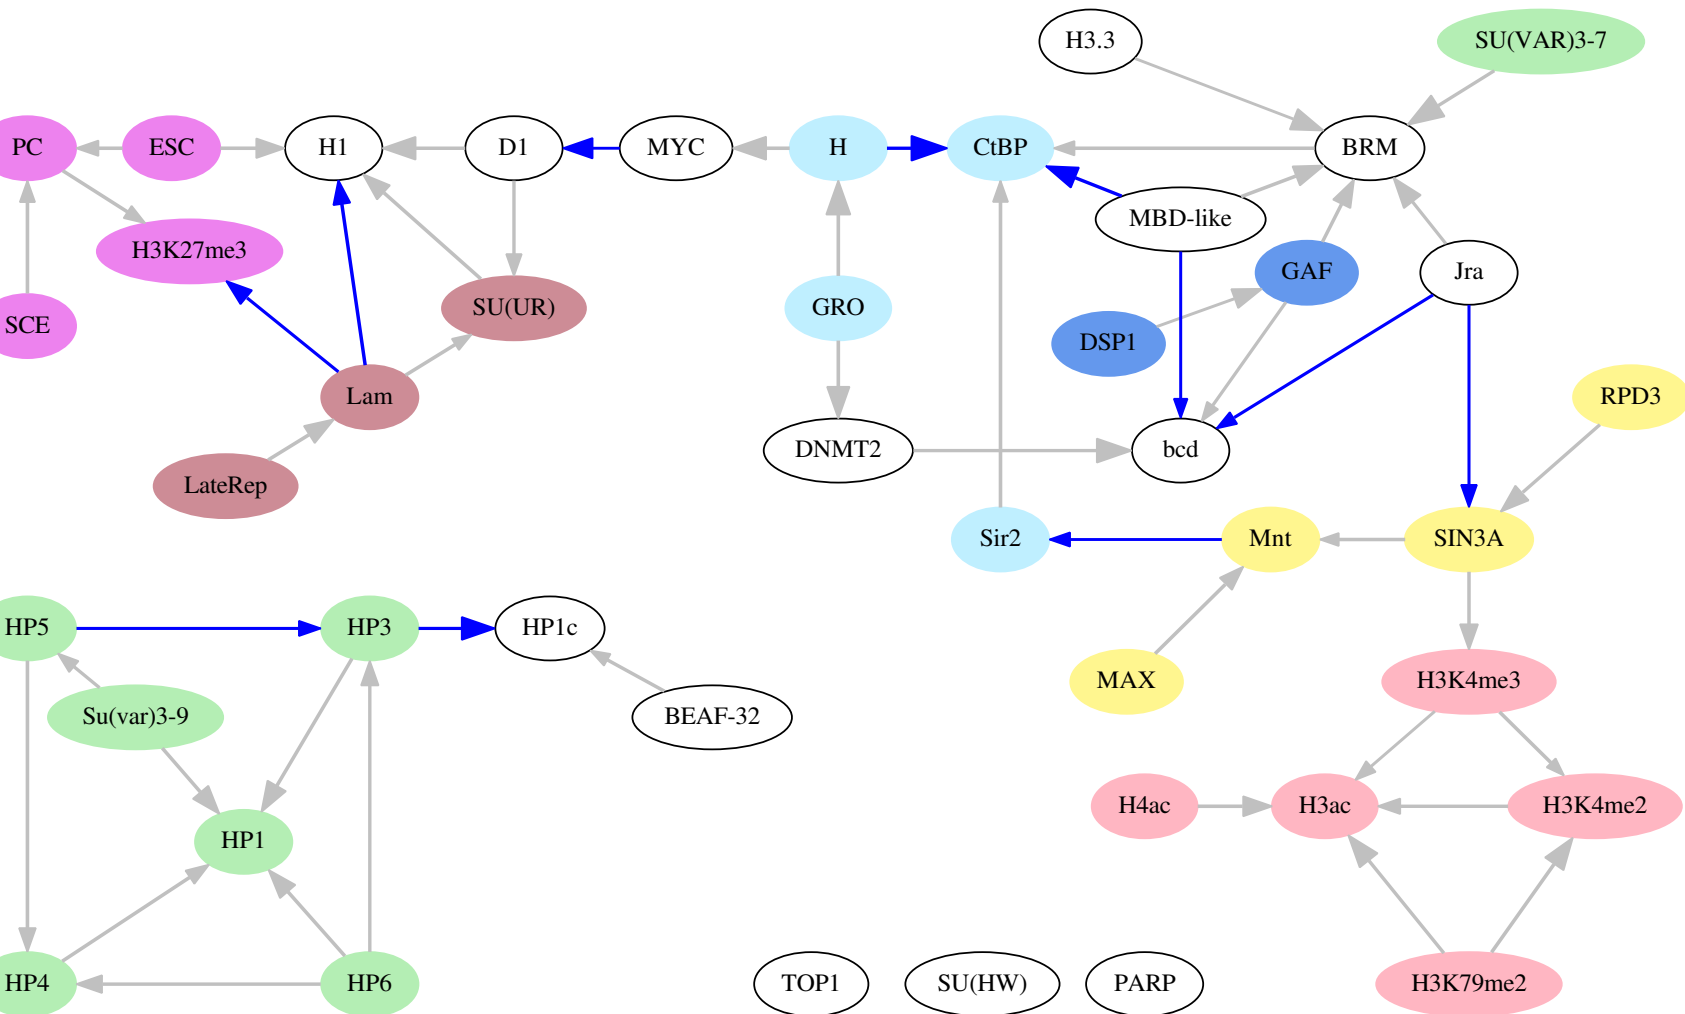 H3.3
SU(VAR)3-7
PC
ESC
H1
D1
MYC
H
CtBP
BRM
MBD-like
H3K27me3
GAF
Jra
SCE
SU(UR)
GRO
DSP1
Lam
RPD3
DNMT2
bcd
LateRep
Sir2
Mnt
SIN3A
HP5
HP3
HP1c
MAX
H3K4me3
Su(var)3-9
BEAF-32
H4ac
H3ac
H3K4me2
HP1
HP4
HP6
TOP1
SU(HW)
PARP
H3K79me2